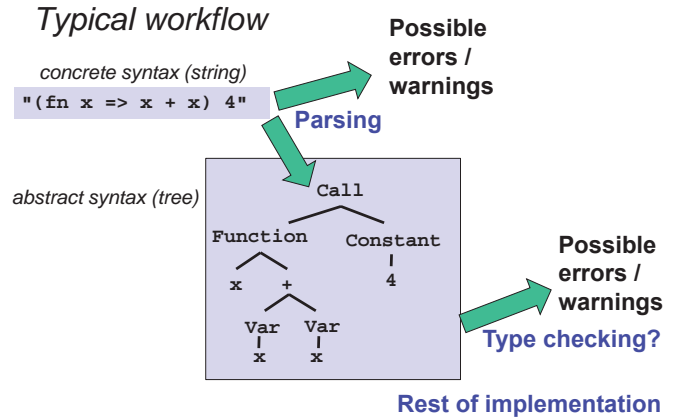 Typical workflow
Possible
errors /
warnings
concrete syntax (string)
"(fn x => x + x) 4"
Parsing
abstract syntax (tree)
Call
Function Constant
x + 4
Var Var
x x
Possible
errors /
warnings
Type checking?
Rest of implementation